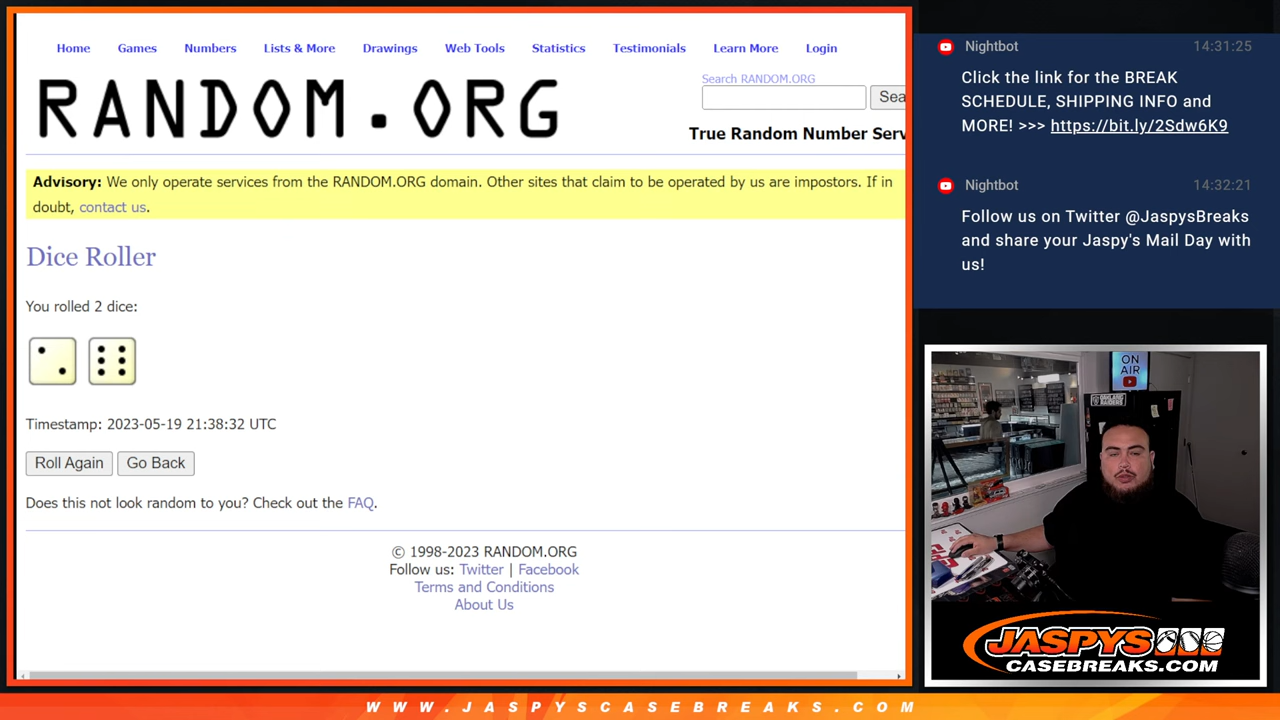 Home Games Numbers Lists & More Drawings Web Tools Statistics Testimonials Learn More Login
RANDOM.ORG
Search RANDOM.ORG
Sea
True Random Number Serv
Advisory: We only operate services from the RANDOM.ORG domain. Other sites that claim to be operated by us are impostors. If in
doubt, contact us.
Dice Roller
You rolled 2 dice:
Timestamp: 2023-05-19 21:38:32 UTC
Roll Again Go Back
Does this not look random to you? Check out the FAQ.
© 1998-2023 RANDOM.ORG
Follow us: Twitter | Facebook
Terms and Conditions
About Us
Nightbot 14:31:25
Click the link for the BREAK
SCHEDULE, SHIPPING INFO and
MORE! >>> https://bit.ly/2Sdw6K9
Nightbot 14:32:21
Follow us on Twitter @JaspysBreaks
and share your Jaspy's Mail Day with
us!
ON
AIR
JASPYS
CASEBREAKS.COM
WWW.JASPYSCASEBREAKS.COM